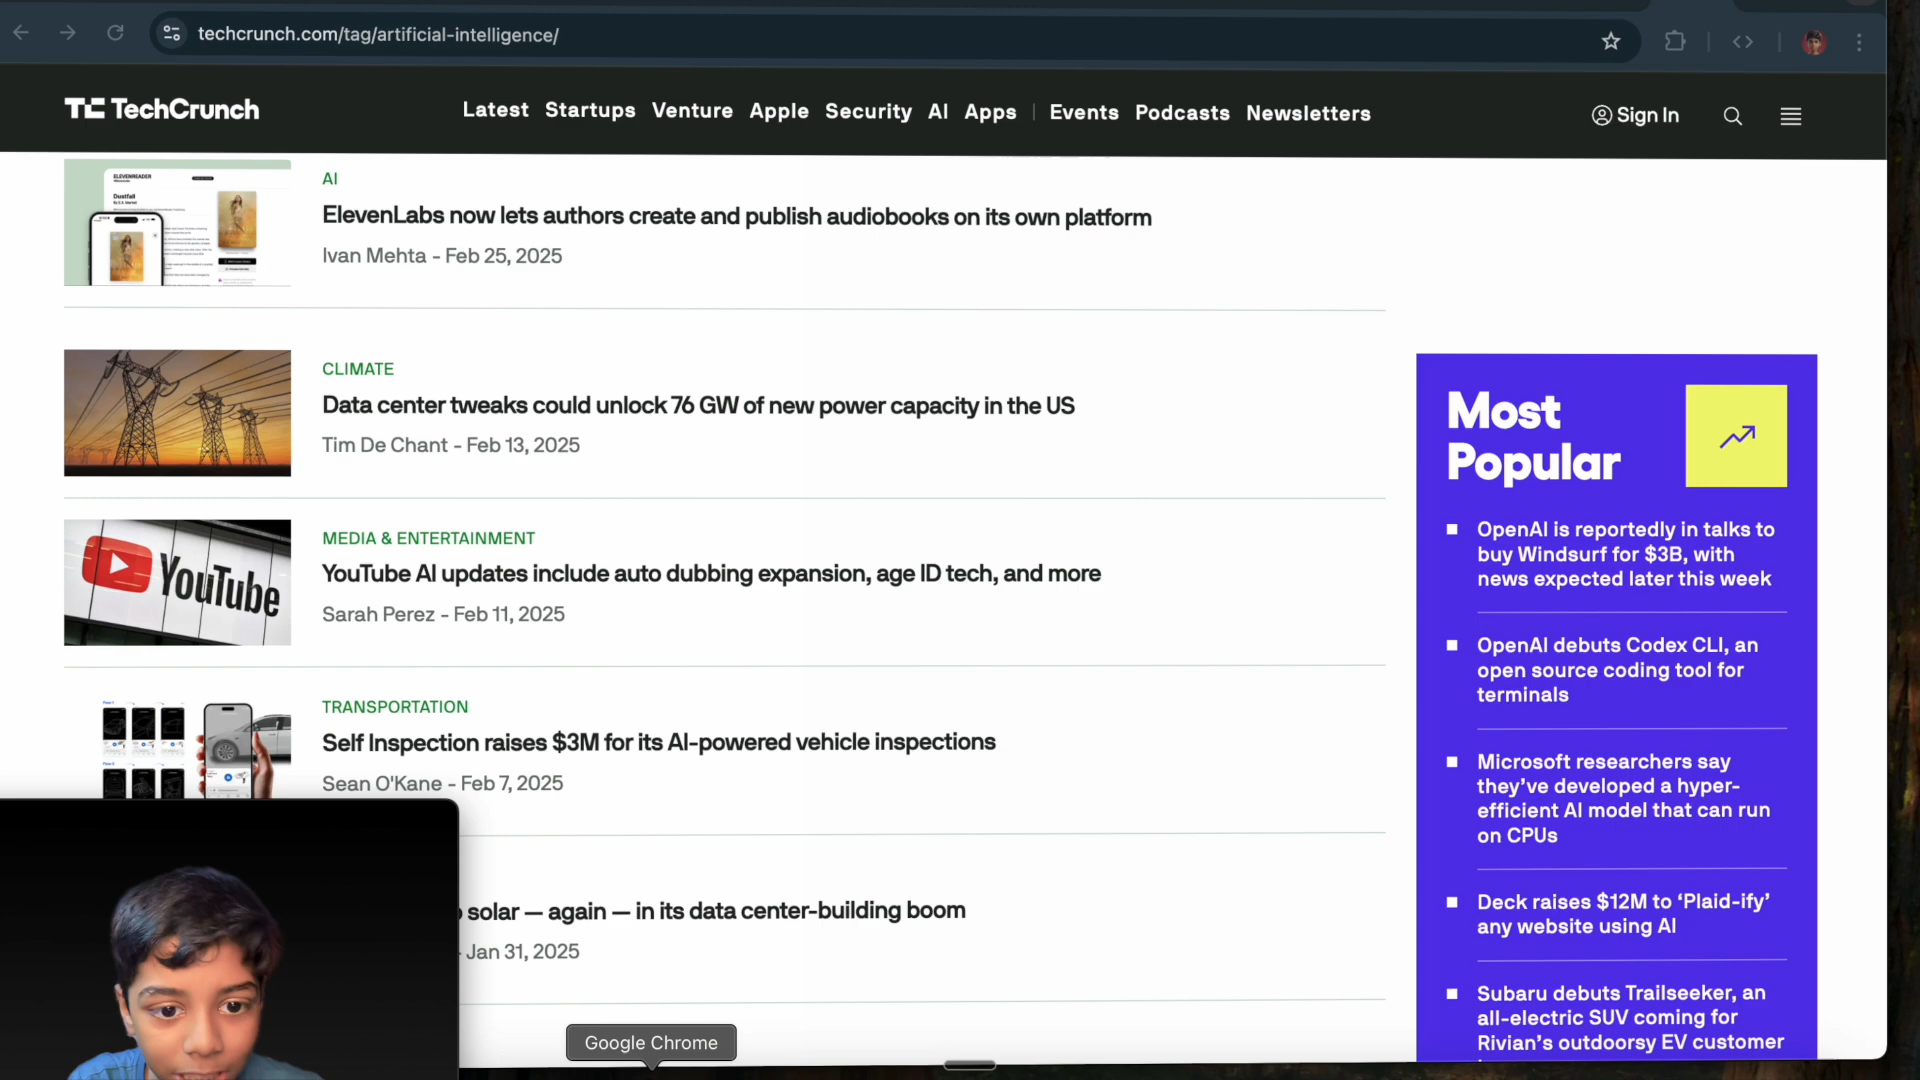 techcrunch.com/tag/artificial-intelligence/
TechCrunch
Latest Startups Venture Apple Security AI Apps Events Podcasts Newsletters
Sign In
ELEVENREADER
Dustfall
AI
ElevenLabs now lets authors create and publish audiobooks on its own platform
Ivan Mehta - Feb 25, 2025
CLIMATE
Data center tweaks could unlock 76 GW of new power capacity in the US
Tim De Chant - Feb 13, 2025
YouTube
MEDIA & ENTERTAINMENT
YouTube AI updates include auto dubbing expansion, age ID tech, and more
Sarah Perez - Feb 11, 2025
TRANSPORTATION
Self Inspection raises $3M for its AI-powered vehicle inspections
Sean O'Kane - Feb 7, 2025
solar — again — in its data center-building boom
- Jan 31, 2025
Most
Popular
OpenAI is reportedly in talks to
buy Windsurf for $3B, with
news expected later this week
OpenAI debuts Codex CLI, an
open source coding tool for
terminals
Microsoft researchers say
they've developed a hyper-
efficient AI model that can run
on CPUs
Deck raises $12M to ‘Plaid-ify’
any website using AI
Subaru debuts Trailseeker, an
all-electric SUV coming for
Rivian's outdoorsy EV customer
Google Chrome